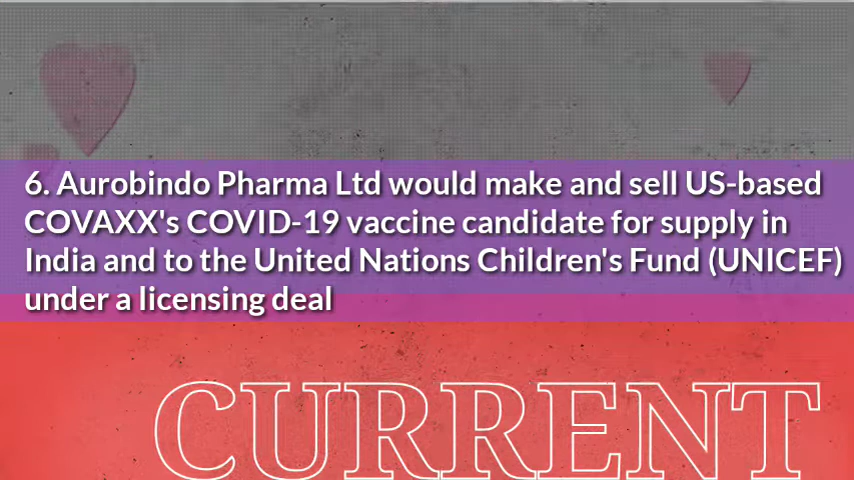 6. Aurobindo Pharma Ltd would make and sell US-based
COVAXX's COVID-19 vaccine candidate for supply in
India and to the United Nations Children's Fund (UNICEF)
under a licensing deal
CURRENT